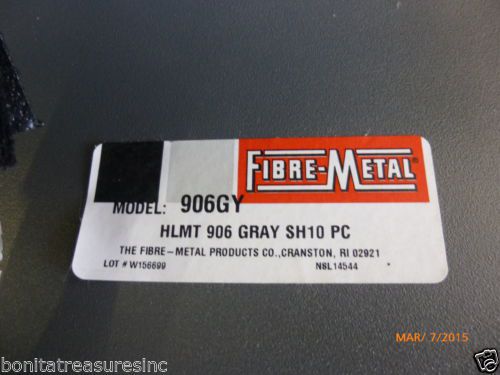 FIBRE-METAL®
MODEL: 906GY
HLMT 906 GRAY SH10 PC
THE FIBRE-METAL PRODUCTS CO.,CRANSTON, RI 02921
LOT # W156699 NSL14544
MAR/ 7/2015
bonitatreasuresinc